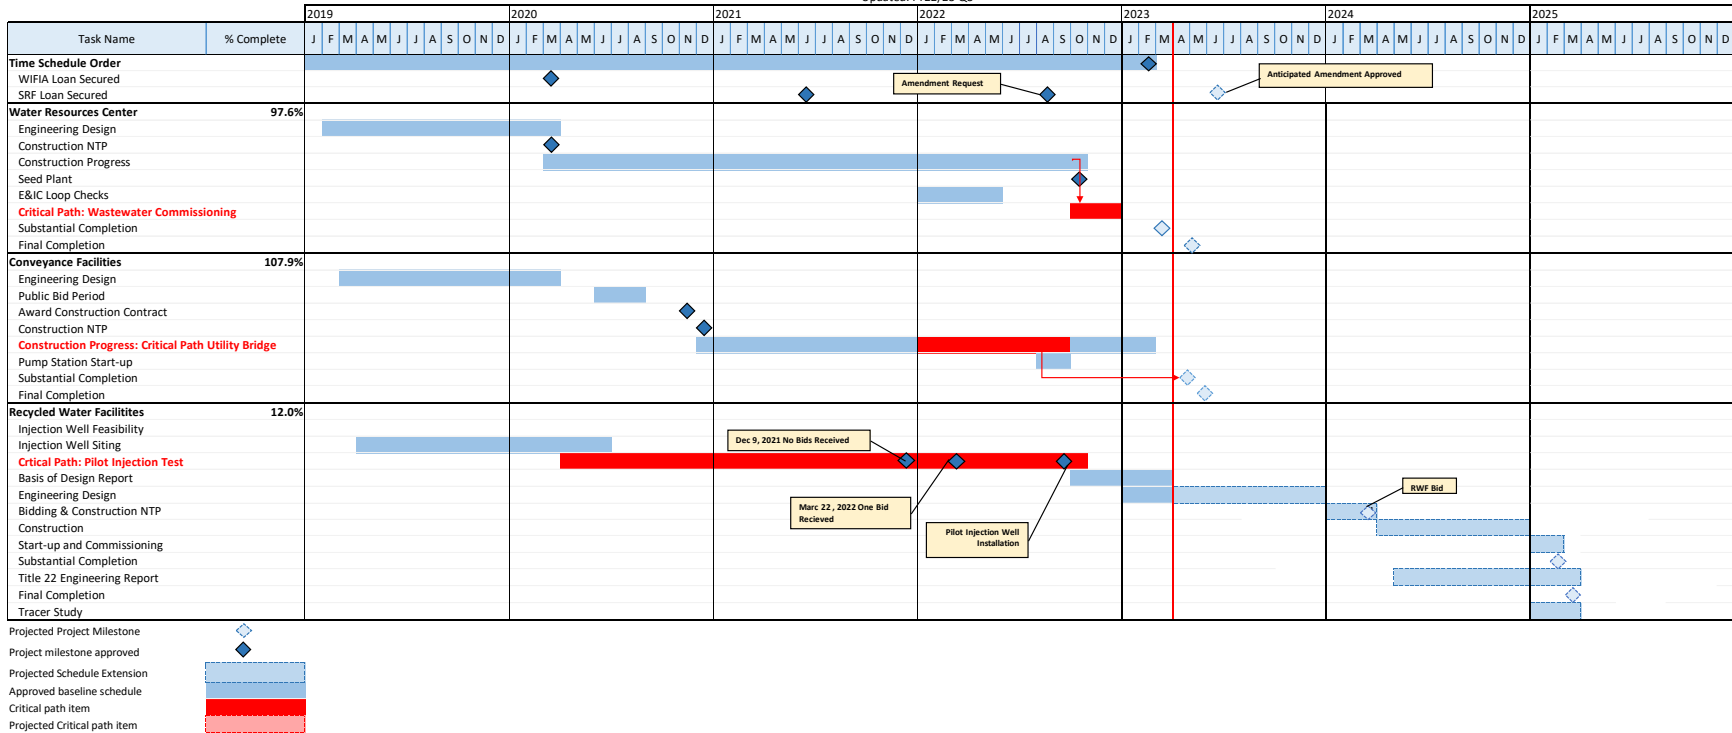 2019 2020 2021 2022 2023 2024 2025
Task Name % Complete J F M A M J J A S O N D J F M A M J J A S O N D J F M A M J J A S O N D J F M A M J J A S O N D J F M A M J J A S O N D J F M A M J J A S O N D J F M A M J J A S O N D
Time Schedule Order
WIFIA Loan Secured
SRF Loan Secured
Amendment Request
Anticipated Amendment Approved
Water Resources Center 97.6%
Engineering Design
Construction NTP
Construction Progress
Seed Plant
E&IC Loop Checks
Critical Path: Wastewater Commissioning
Substantial Completion
Final Completion
Conveyance Facilities 107.9%
Engineering Design
Public Bid Period
Award Construction Contract
Construction NTP
Construction Progress: Critical Path Utility Bridge
Pump Station Start-up
Substantial Completion
Final Completion
Recycled Water Facilitites 12.0%
Injection Well Feasibility
Injection Well Siting
Dec 9, 2021 No Bids Received
Crtical Path: Pilot Injection Test
Basis of Design Report
Engineering Design
RWF Bid
Bidding & Construction NTP
Marc 22 , 2022 One Bid
Recieved
Construction
Pilot Injection Well
Installation
Start-up and Commissioning
Substantial Completion
Title 22 Engineering Report
Final Completion
Tracer Study
Projected Project Milestone
Project milestone approved
Projected Schedule Extension
Approved baseline schedule
Critical path item
Projected Critical path item